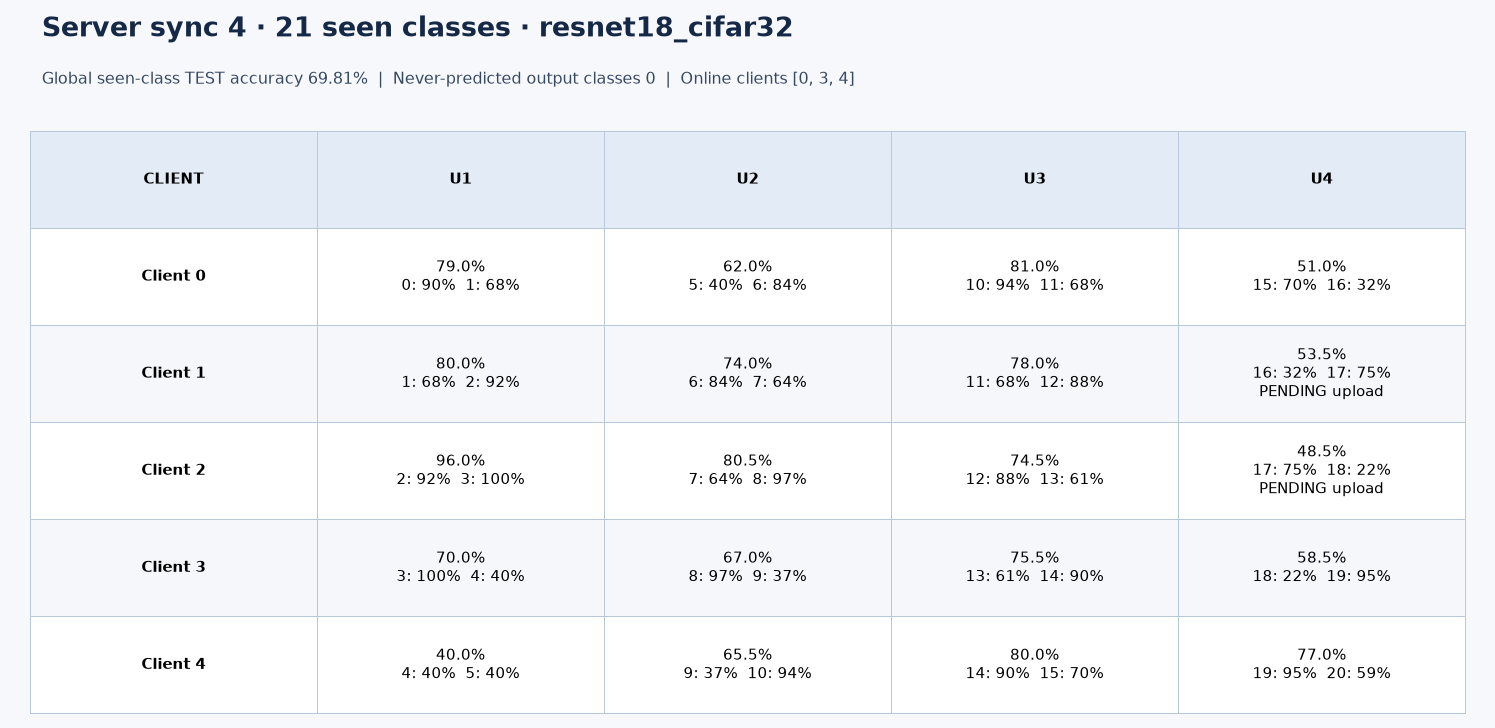 Server sync 4 · 21 seen classes · resnet18_cifar32
Global seen-class TEST accuracy 69.81%  |  Never-predicted output classes 0  |  Online clients [0, 3, 4]
CLIENT U1 U2 U3 U4
Client 0
79.0%
0: 90%  1: 68%
62.0%
5: 40%  6: 84%
81.0%
10: 94%  11: 68%
51.0%
15: 70%  16: 32%
Client 1
80.0%
1: 68%  2: 92%
74.0%
6: 84%  7: 64%
78.0%
11: 68%  12: 88%
53.5%
16: 32%  17: 75%
PENDING upload
Client 2
96.0%
2: 92%  3: 100%
80.5%
7: 64%  8: 97%
74.5%
12: 88%  13: 61%
48.5%
17: 75%  18: 22%
PENDING upload
Client 3
70.0%
3: 100%  4: 40%
67.0%
8: 97%  9: 37%
75.5%
13: 61%  14: 90%
58.5%
18: 22%  19: 95%
Client 4
40.0%
4: 40%  5: 40%
65.5%
9: 37%  10: 94%
80.0%
14: 90%  15: 70%
77.0%
19: 95%  20: 59%